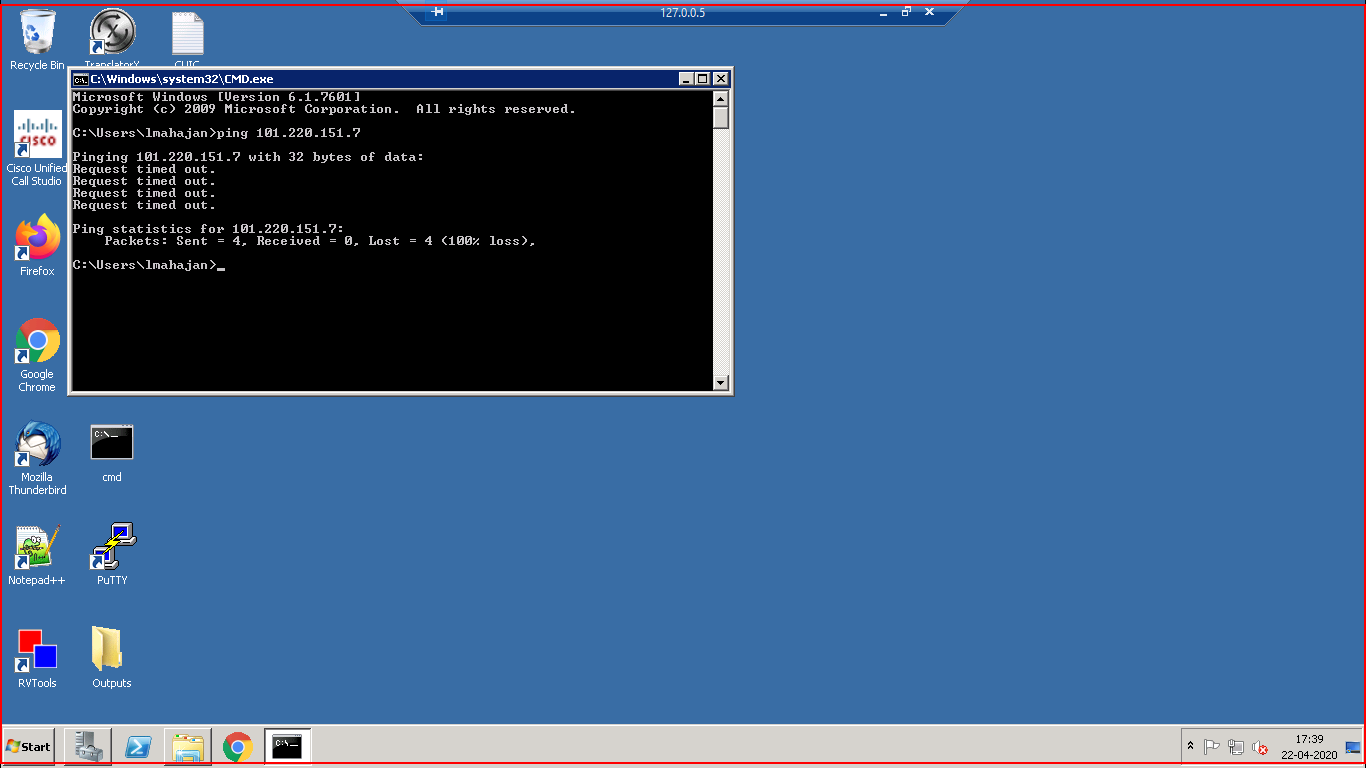 127.0.0.5
Recycle Bin
TranslatorX
CUIC
C:\Windows\system32\CMD.exe
Microsoft Windows [Version 6.1.7601]
Copyright (c) 2009 Microsoft Corporation.  All rights reserved.
C:\Users\lmahajan>ping 101.220.151.7
Pinging 101.220.151.7 with 32 bytes of data:
Request timed out.
Request timed out.
Request timed out.
Request timed out.
Ping statistics for 101.220.151.7:
    Packets: Sent = 4, Received = 0, Lost = 4 (100% loss),
C:\Users\lmahajan>_
CISCO
Cisco Unified
Call Studio
Firefox
Google
Chrome
Mozilla
Thunderbird
C:\_
cmd
Notepad++
PuTTY
RVTools
Outputs
Start
C:\_
17:39
22-04-2020